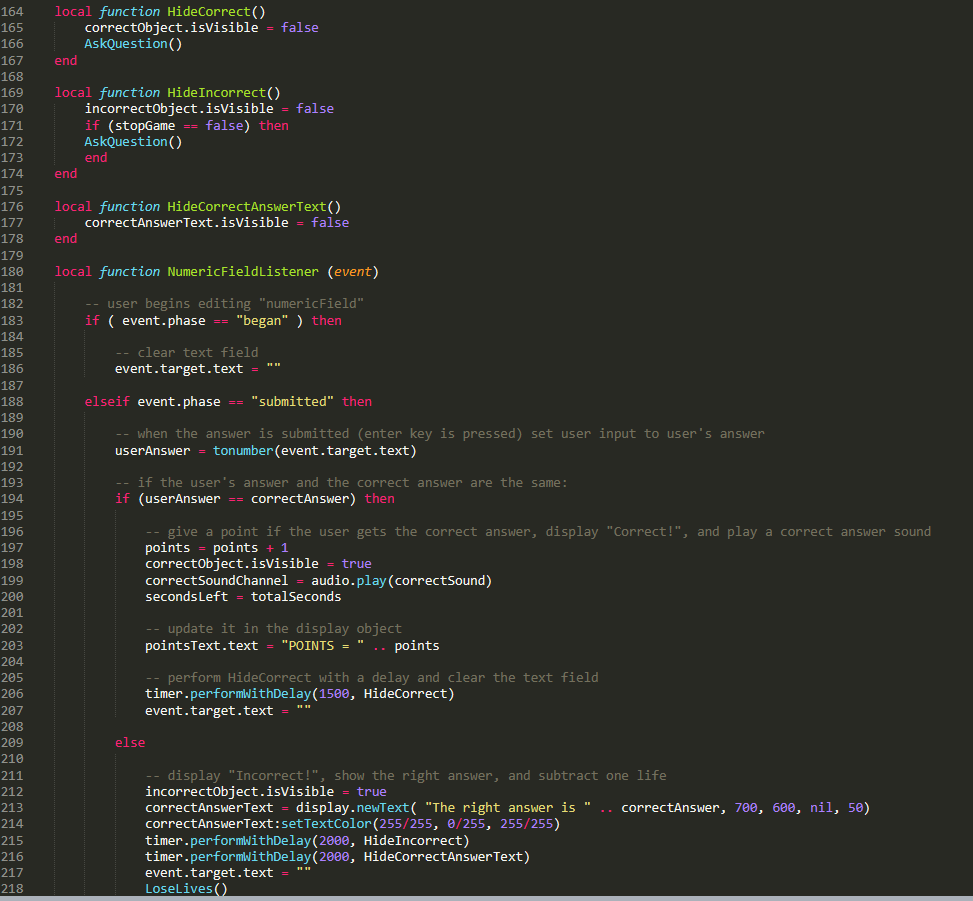 164 local function HideCorrect()
165 correctObject.isVisible = false
166 AskQuestion()
167 end
168
169 local function HideIncorrect()
170 incorrectObject.isVisible = false
171 if (stopGame == false) then
172 AskQuestion()
173 end
174 end
175
176 local function HideCorrectAnswerText()
177 correctAnswerText.isVisible = false
178 end
179
180 local function NumericFieldListener (event)
181
182 -- user begins editing "numericField"
183 if ( event.phase == "began" ) then
184
185 -- clear text field
186 event.target.text = ""
187
188 elseif event.phase == "submitted" then
189
190 -- when the answer is submitted (enter key is pressed) set user input to user's answer
191 userAnswer = tonumber(event.target.text)
192
193 -- if the user's answer and the correct answer are the same:
194 if (userAnswer == correctAnswer) then
195
196 -- give a point if the user gets the correct answer, display "Correct!", and play a correct answer sound
197 points = points + 1
198 correctObject.isVisible = true
199 correctSoundChannel = audio.play(correctSound)
200 secondsLeft = totalSeconds
201
202 -- update it in the display object
203 pointsText.text = "POINTS = " .. points
204
205 -- perform HideCorrect with a delay and clear the text field
206 timer.performWithDelay(1500, HideCorrect)
207 event.target.text = ""
208
209 else
210
211 -- display "Incorrect!", show the right answer, and subtract one life
212 incorrectObject.isVisible = true
213 correctAnswerText = display.newText( "The right answer is " .. correctAnswer, 700, 600, nil, 50)
214 correctAnswerText:setTextColor(255/255, 0/255, 255/255)
215 timer.performWithDelay(2000, HideIncorrect)
216 timer.performWithDelay(2000, HideCorrectAnswerText)
217 event.target.text = ""
218 LoseLives()